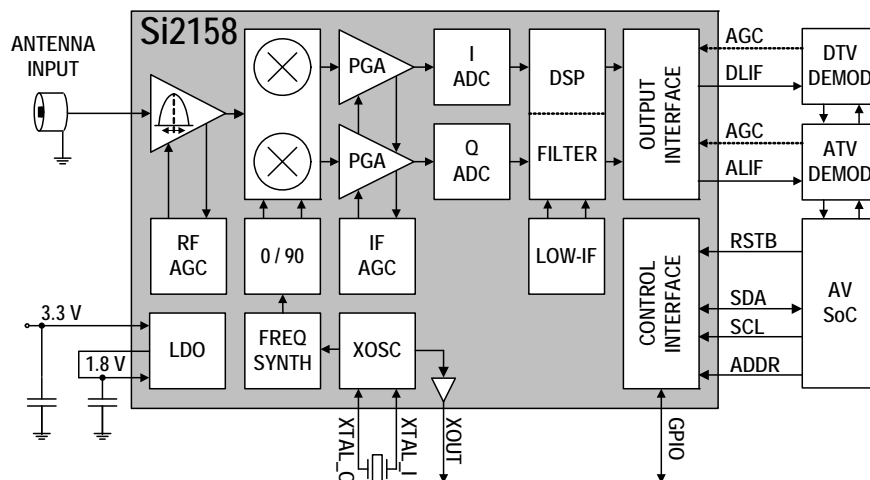 Si2158
ANTENNA
INPUT
PGA
PGA
I
ADC
Q
ADC
DSP
FILTER
OUTPUT
INTERFACE
AGC
DLIF
AGC
ALIF
DTV
DEMOD
ATV
DEMOD
RF
AGC
0 / 90
IF
AGC
LOW-IF
CONTROL
INTERFACE
RSTB
SDA
SCL
ADDR
AV
SoC
3.3 V
1.8 V
LDO
FREQ
SYNTH
XOSC
XTAL_O
XTAL_I
XOUT
GPIO